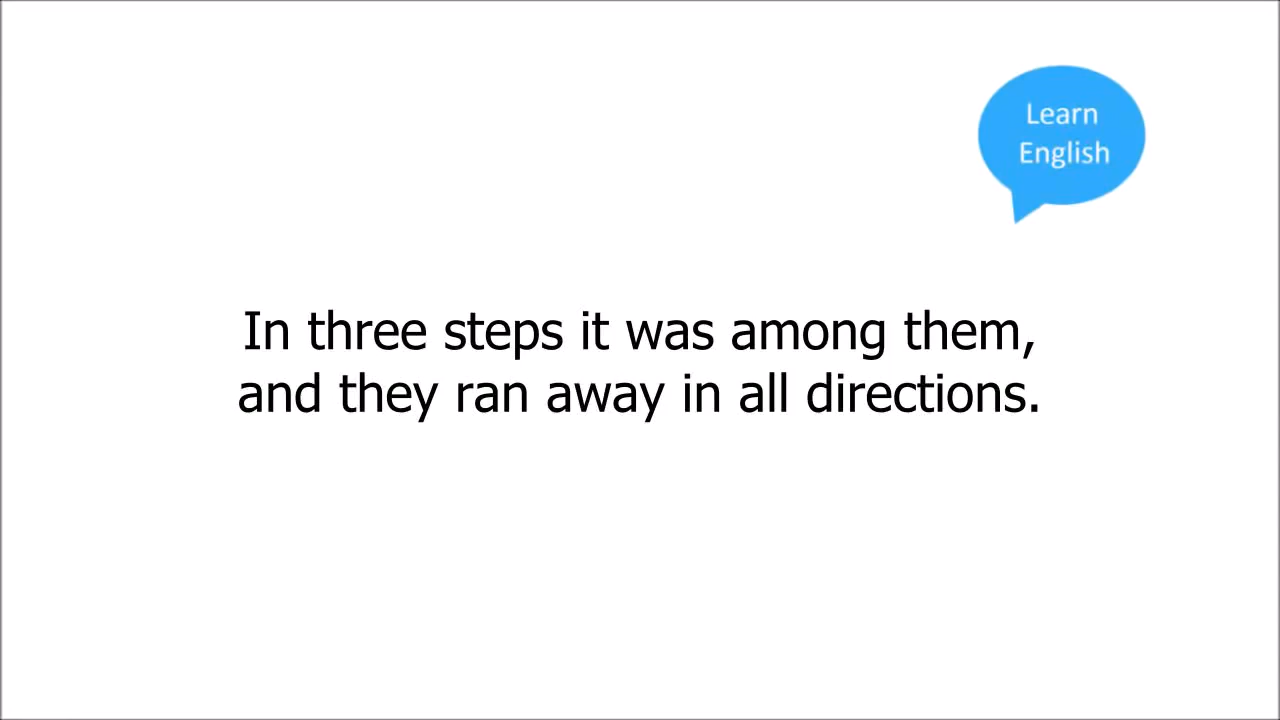 Learn
English
In three steps it was among them,
and they ran away in all directions.